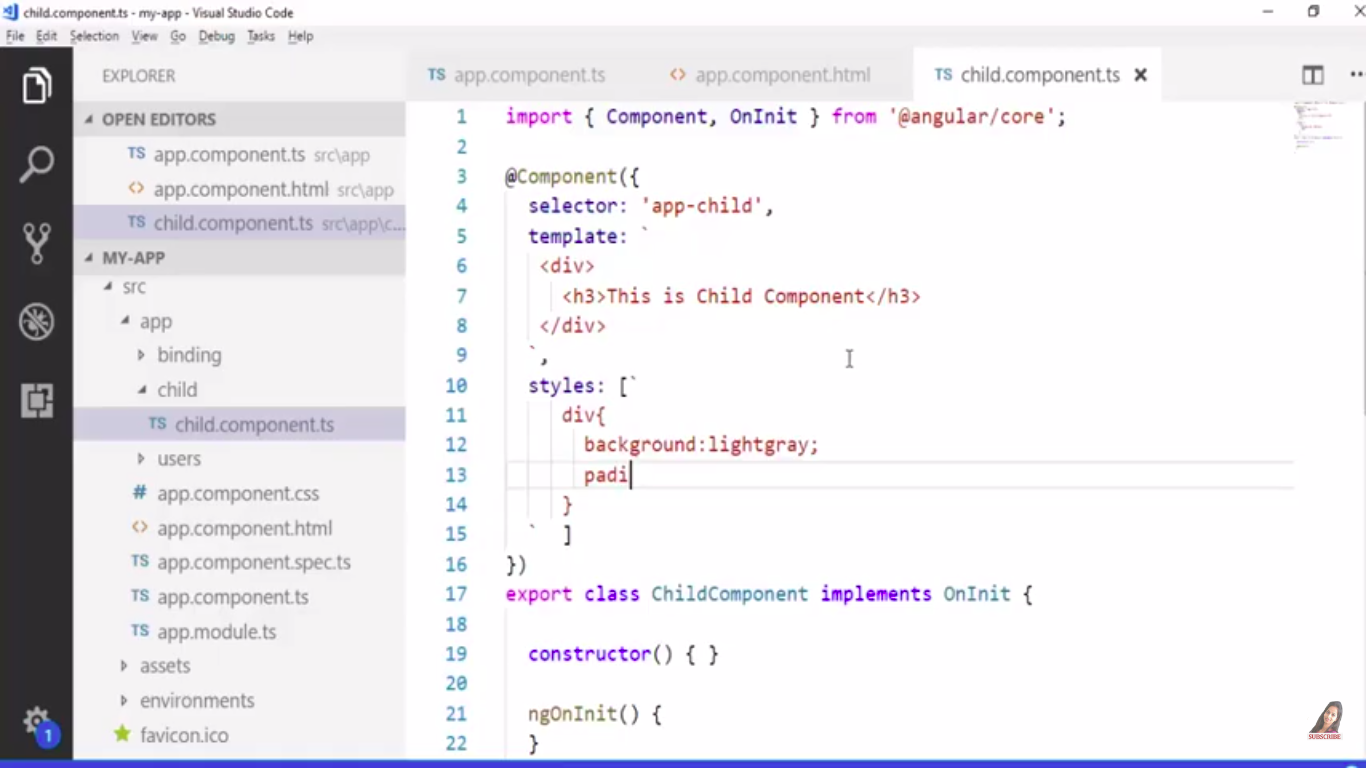 child.component.ts - my-app - Visual Studio Code
File Edit Selection View Go Debug Tasks Help
EXPLORER
OPEN EDITORS
TS app.component.ts src\app
<> app.component.html src\app
TS child.component.ts src\app\c...
MY-APP
src
app
binding
child
TS child.component.ts
users
# app.component.css
<> app.component.html
TS app.component.spec.ts
TS app.component.ts
TS app.module.ts
assets
environments
favicon.ico
1
TS app.component.ts <> app.component.html TS child.component.ts
1 import { Component, OnInit } from '@angular/core';
2
3 @Component({
4 selector: 'app-child',
5 template: `
6 <div>
7 <h3>This is Child Component</h3>
8 </div>
9 `,
10 styles: [`
11 div{
12 background:lightgray;
13 padi
14 }
15 ` ]
16 })
17 export class ChildComponent implements OnInit {
18
19 constructor() { }
20
21 ngOnInit() {
22 }
SUBSCRIBE